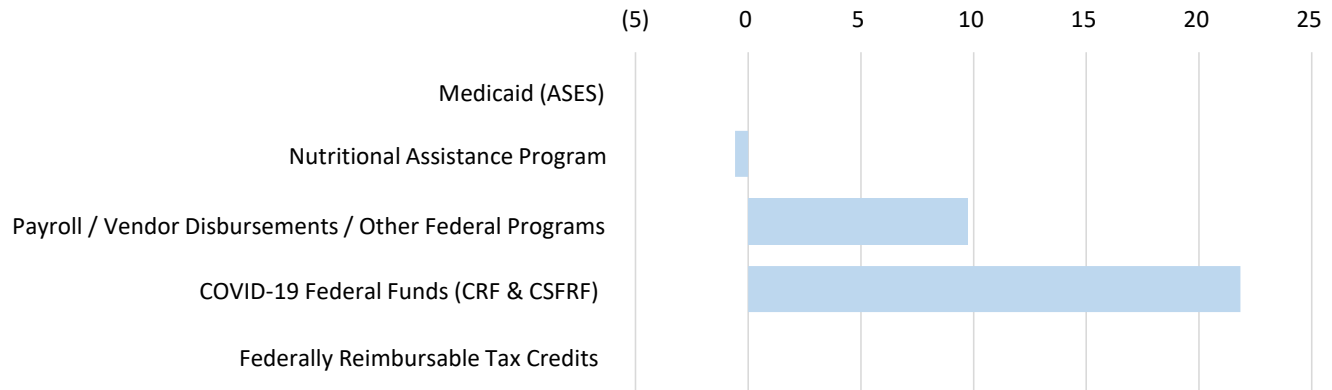 (5) 0 5 10 15 20 25
Medicaid (ASES)
Nutritional Assistance Program
Payroll / Vendor Disbursements / Other Federal Programs
COVID-19 Federal Funds (CRF & CSFRF)
Federally Reimbursable Tax Credits